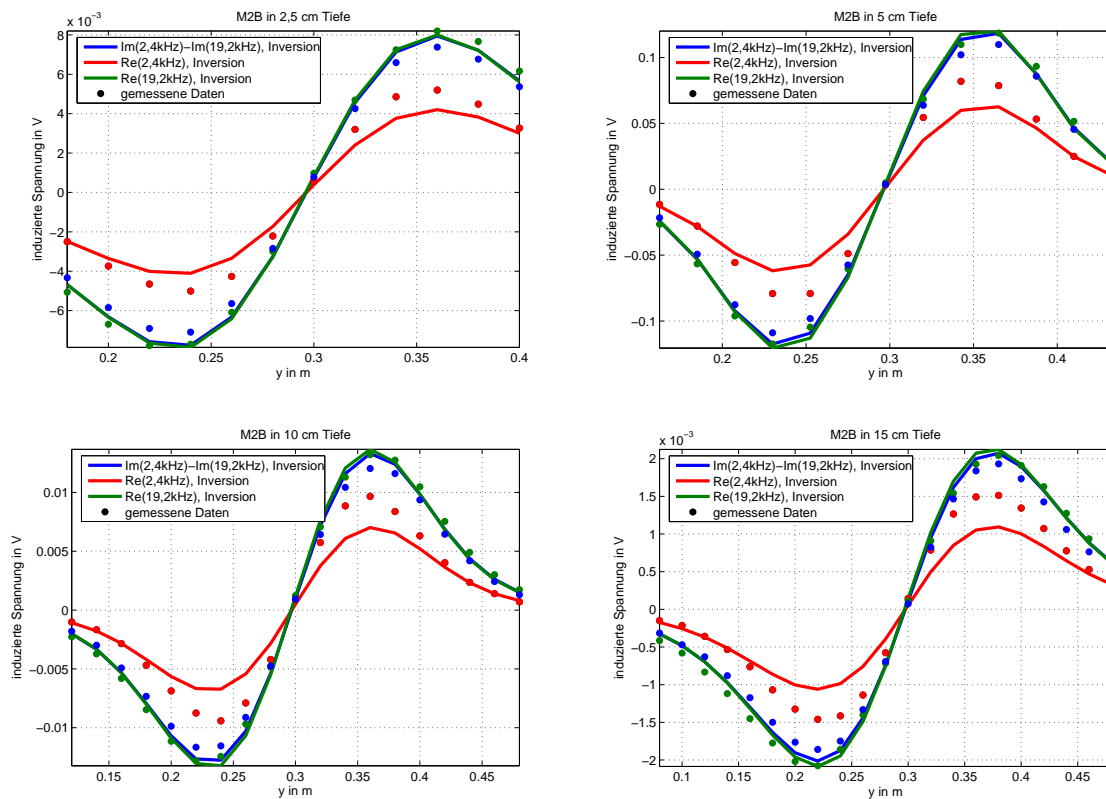 M2B in 2,5 cm Tiefe
x 10⁻³
Im(2,4kHz)−Im(19,2kHz), Inversion
Re(2,4kHz), Inversion
Re(19,2kHz), Inversion
gemessene Daten
induzierte Spannung in V
8
6
4
2
0
−2
−4
−6
0.2 0.25 0.3 0.35 0.4
y in m
M2B in 5 cm Tiefe
Im(2,4kHz)−Im(19,2kHz), Inversion
Re(2,4kHz), Inversion
Re(19,2kHz), Inversion
gemessene Daten
induzierte Spannung in V
0.1
0.05
0
−0.05
−0.1
0.2 0.25 0.3 0.35 0.4
y in m
M2B in 10 cm Tiefe
Im(2,4kHz)−Im(19,2kHz), Inversion
Re(2,4kHz), Inversion
Re(19,2kHz), Inversion
gemessene Daten
induzierte Spannung in V
0.01
0.005
0
−0.005
−0.01
0.15 0.2 0.25 0.3 0.35 0.4 0.45
y in m
M2B in 15 cm Tiefe
x 10⁻³
Im(2,4kHz)−Im(19,2kHz), Inversion
Re(2,4kHz), Inversion
Re(19,2kHz), Inversion
gemessene Daten
induzierte Spannung in V
2
1.5
1
0.5
0
−0.5
−1
−1.5
−2
0.1 0.15 0.2 0.25 0.3 0.35 0.4 0.45
y in m